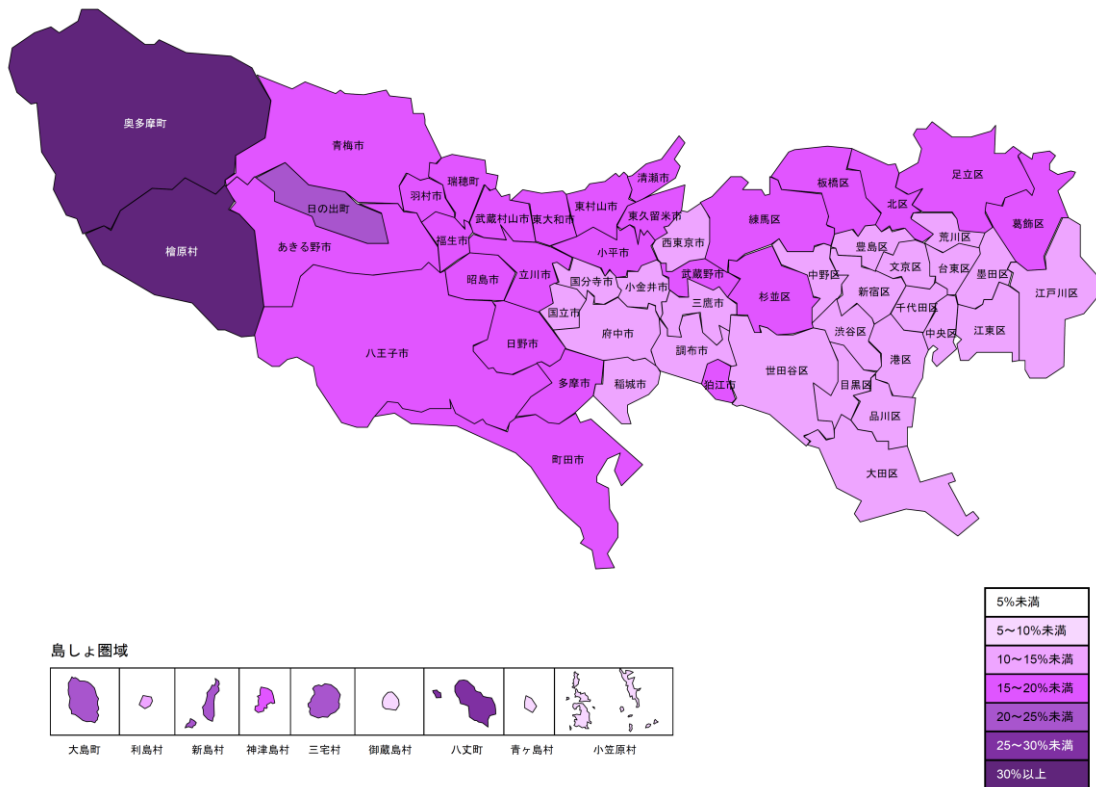 奥多摩町
青梅市
瑞穂町
清瀬市
板橋区
足立区
羽村市
日の出町
武蔵村山市
東大和市
東村山市
東久留米市
練馬区
北区
葛飾区
檜原村
あきる野市
福生市
小平市
西東京市
豊島区
荒川区
昭島市
立川市
国分寺市
小金井市
武蔵野市
中野区
文京区
台東区
墨田区
江戸川区
国立市
三鷹市
杉並区
新宿区
千代田区
八王子市
日野市
府中市
調布市
渋谷区
港区
中央区
江東区
多摩市
稲城市
狛江市
世田谷区
目黒区
品川区
町田市
大田区
5%未満
5〜10%未満
10〜15%未満
15〜20%未満
20〜25%未満
25〜30%未満
30%以上
島しょ圏域
大島町
利島村
新島村
神津島村
三宅村
御蔵島村
八丈町
青ヶ島村
小笠原村